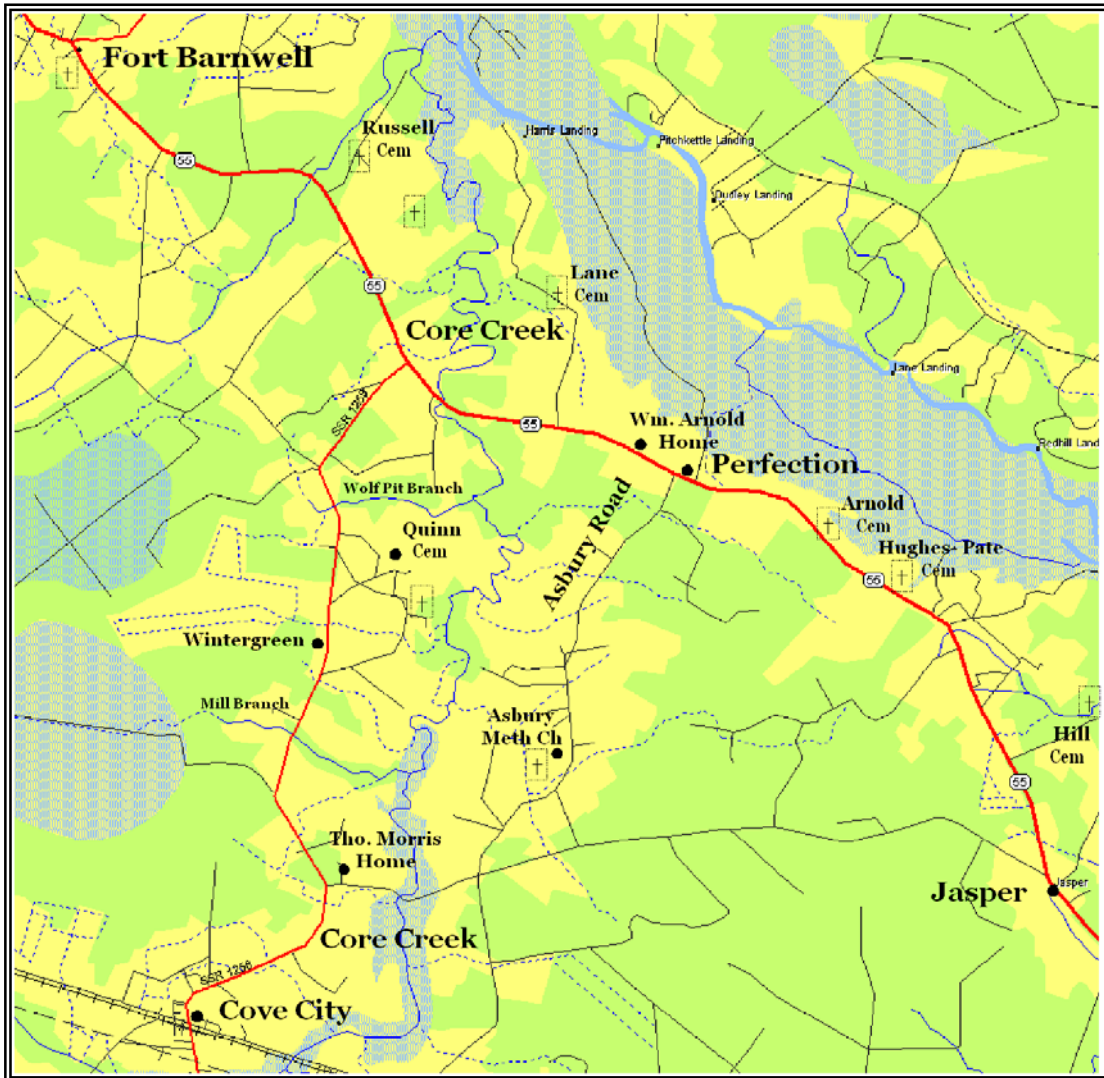 Fort Barnwell
Russell
Cem
Harris Landing
Pitchkettle Landing
55
Dudley Landing
Lane
Cem
55
Core Creek
Lane Landing
SSR 1259
55
Wm. Arnold
Home
Redhill Land
Perfection
Wolf Pit Branch
Asbury Road
Arnold
Cem
Quinn
Cem
Hughes- Pate
Cem
55
Wintergreen
Mill Branch
Asbury
Meth Ch
Hill
Cem
55
Tho. Morris
Home
Jasper
Jasper
Core Creek
Cove City